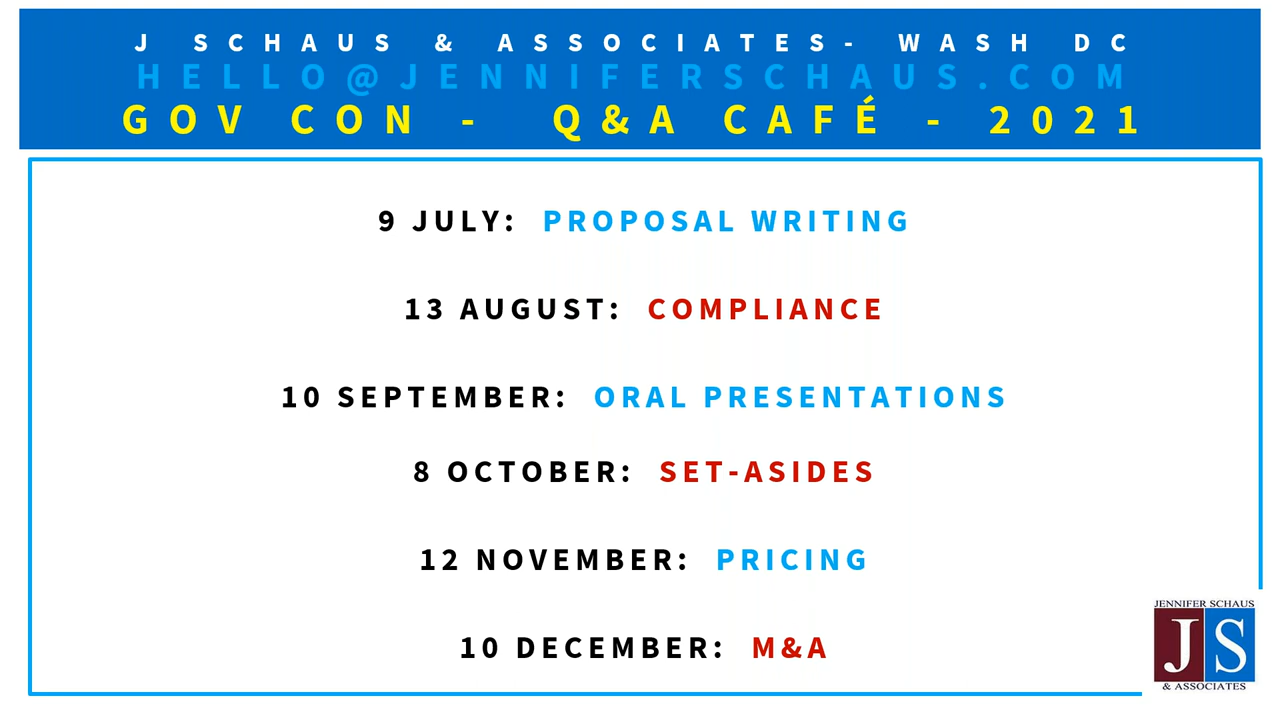 J SCHAUS & ASSOCIATES- WASH DC
HELLO@JENNIFERSCHAUS.COM
GOV CON - Q&A CAFÉ - 2021
9 JULY: PROPOSAL WRITING
13 AUGUST: COMPLIANCE
10 SEPTEMBER: ORAL PRESENTATIONS
8 OCTOBER: SET-ASIDES
12 NOVEMBER: PRICING
10 DECEMBER: M&A
JENNIFER SCHAUS
JS
& ASSOCIATES